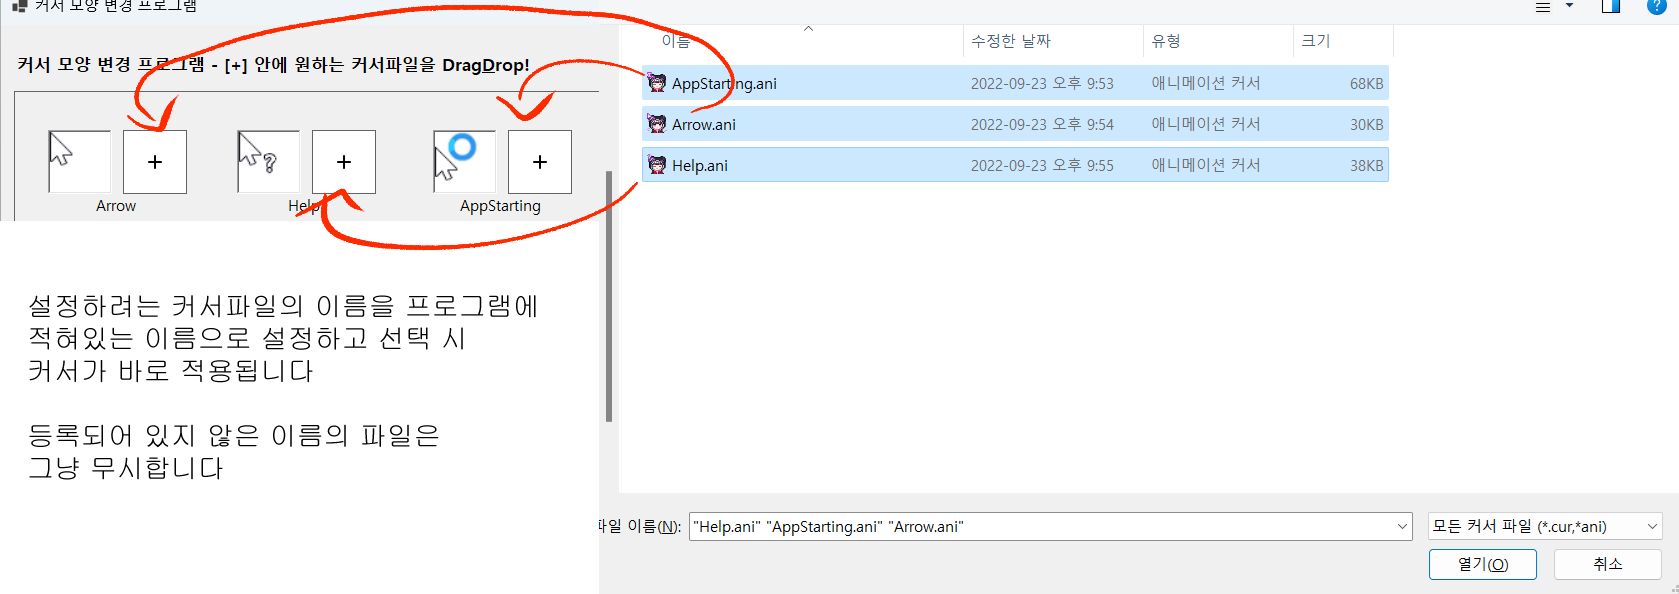 커서 모양 변경 프로그램
커서 모양 변경 프로그램 - [+] 안에 원하는 커서파일을 DragDrop!
+
+
+
Arrow
Help
AppStarting
설정하려는 커서파일의 이름을 프로그램에
적혀있는 이름으로 설정하고 선택 시
커서가 바로 적용됩니다
등록되어 있지 않은 이름의 파일은
그냥 무시합니다
이름 수정한 날짜 유형 크기
AppStarting.ani 2022-09-23 오후 9:53 애니메이션 커서 68KB
Arrow.ani 2022-09-23 오후 9:54 애니메이션 커서 30KB
Help.ani 2022-09-23 오후 9:55 애니메이션 커서 38KB
파일 이름(N): "Help.ani" "AppStarting.ani" "Arrow.ani" 모든 커서 파일 (*.cur,*ani)
열기(O) 취소